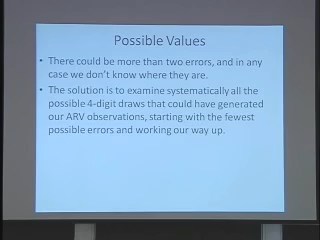 Possible Values
• There could be more than two errors, and in any
case we don't know where they are.
• The solution is to examine systematically all the
possible 4-digit draws that could have generated
our ARV observations, starting with the fewest
possible errors and working our way up.